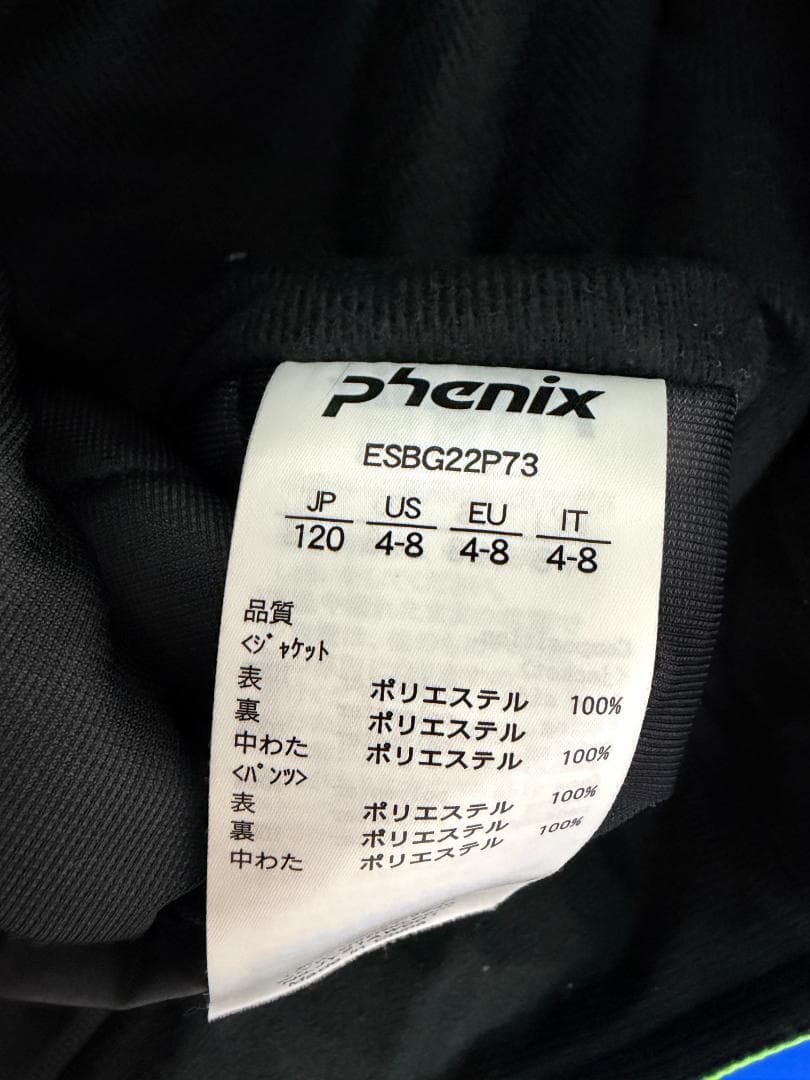 phenix
ESBG22P73
JP US EU IT
120 4-8 4-8 4-8
品質
<ｼﾞｬｹｯﾄ
表 ポリエステル 100%
裏 ポリエステル
中わた ポリエステル 100%
<ﾊﾟﾝﾂ>
表 ポリエステル 100%
裏 ポリエステル 100%
中わた ポリエステル